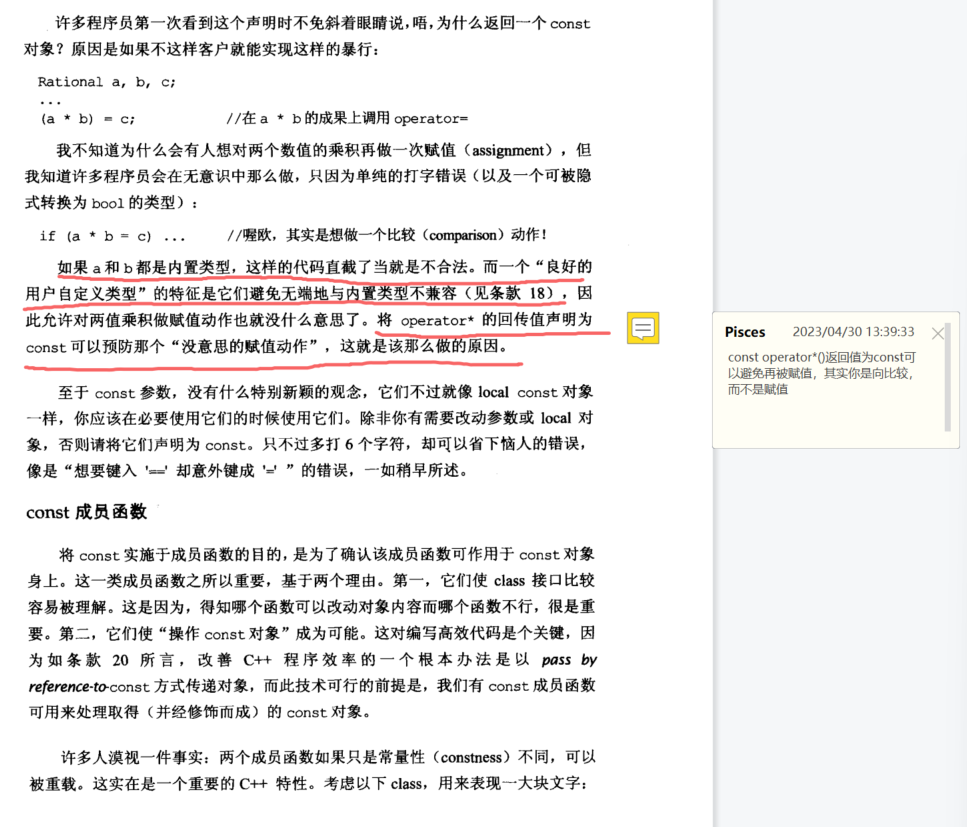 许多程序员第一次看到这个声明时不免斜着眼睛说,唔,为什么返回一个 const
对象？原因是如果不这样客户就能实现这样的暴行：
Rational a, b, c;
...
(a * b) = c; //在 a * b 的成果上调用 operator=
我不知道为什么会有人想对两个数值的乘积再做一次赋值（assignment），但
我知道许多程序员会在无意识中那么做，只因为单纯的打字错误（以及一个可被隐
式转换为 bool 的类型）：
if (a * b = c) ... //喔欧，其实是想做一个比较（comparison）动作！
如果 a 和 b 都是内置类型，这样的代码直截了当就是不合法。而一个“良好的
用户自定义类型”的特征是它们避免无端地与内置类型不兼容（见条款 18），因
此允许对两值乘积做赋值动作也就没什么意思了。将 operator* 的回传值声明为
const 可以预防那个“没意思的赋值动作”，这就是该那么做的原因。
Pisces 2023/04/30 13:39:33
const operator*()返回值为const可
以避免再被赋值，其实你是向比较，
而不是赋值
至于 const 参数，没有什么特别新颖的观念，它们不过就像 local const 对象
一样，你应该在必要使用它们的时候使用它们。除非你有需要改动参数或 local 对
象，否则请将它们声明为 const。只不过多打 6 个字符，却可以省下恼人的错误，
像是“想要键入 '==' 却意外键成 '=' ”的错误，一如稍早所述。
const 成员函数
将 const 实施于成员函数的目的，是为了确认该成员函数可作用于 const 对象
身上。这一类成员函数之所以重要，基于两个理由。第一，它们使 class 接口比较
容易被理解。这是因为，得知哪个函数可以改动对象内容而哪个函数不行，很是重
要。第二，它们使“操作 const 对象”成为可能。这对编写高效代码是个关键，因
为如条款 20 所言，改善 C++ 程序效率的一个根本办法是以 pass by
reference-to-const 方式传递对象，而此技术可行的前提是，我们有 const 成员函数
可用来处理取得（并经修饰而成）的 const 对象。
许多人漠视一件事实：两个成员函数如果只是常量性（constness）不同，可以
被重载。这实在是一个重要的 C++ 特性。考虑以下 class，用来表现一大块文字：